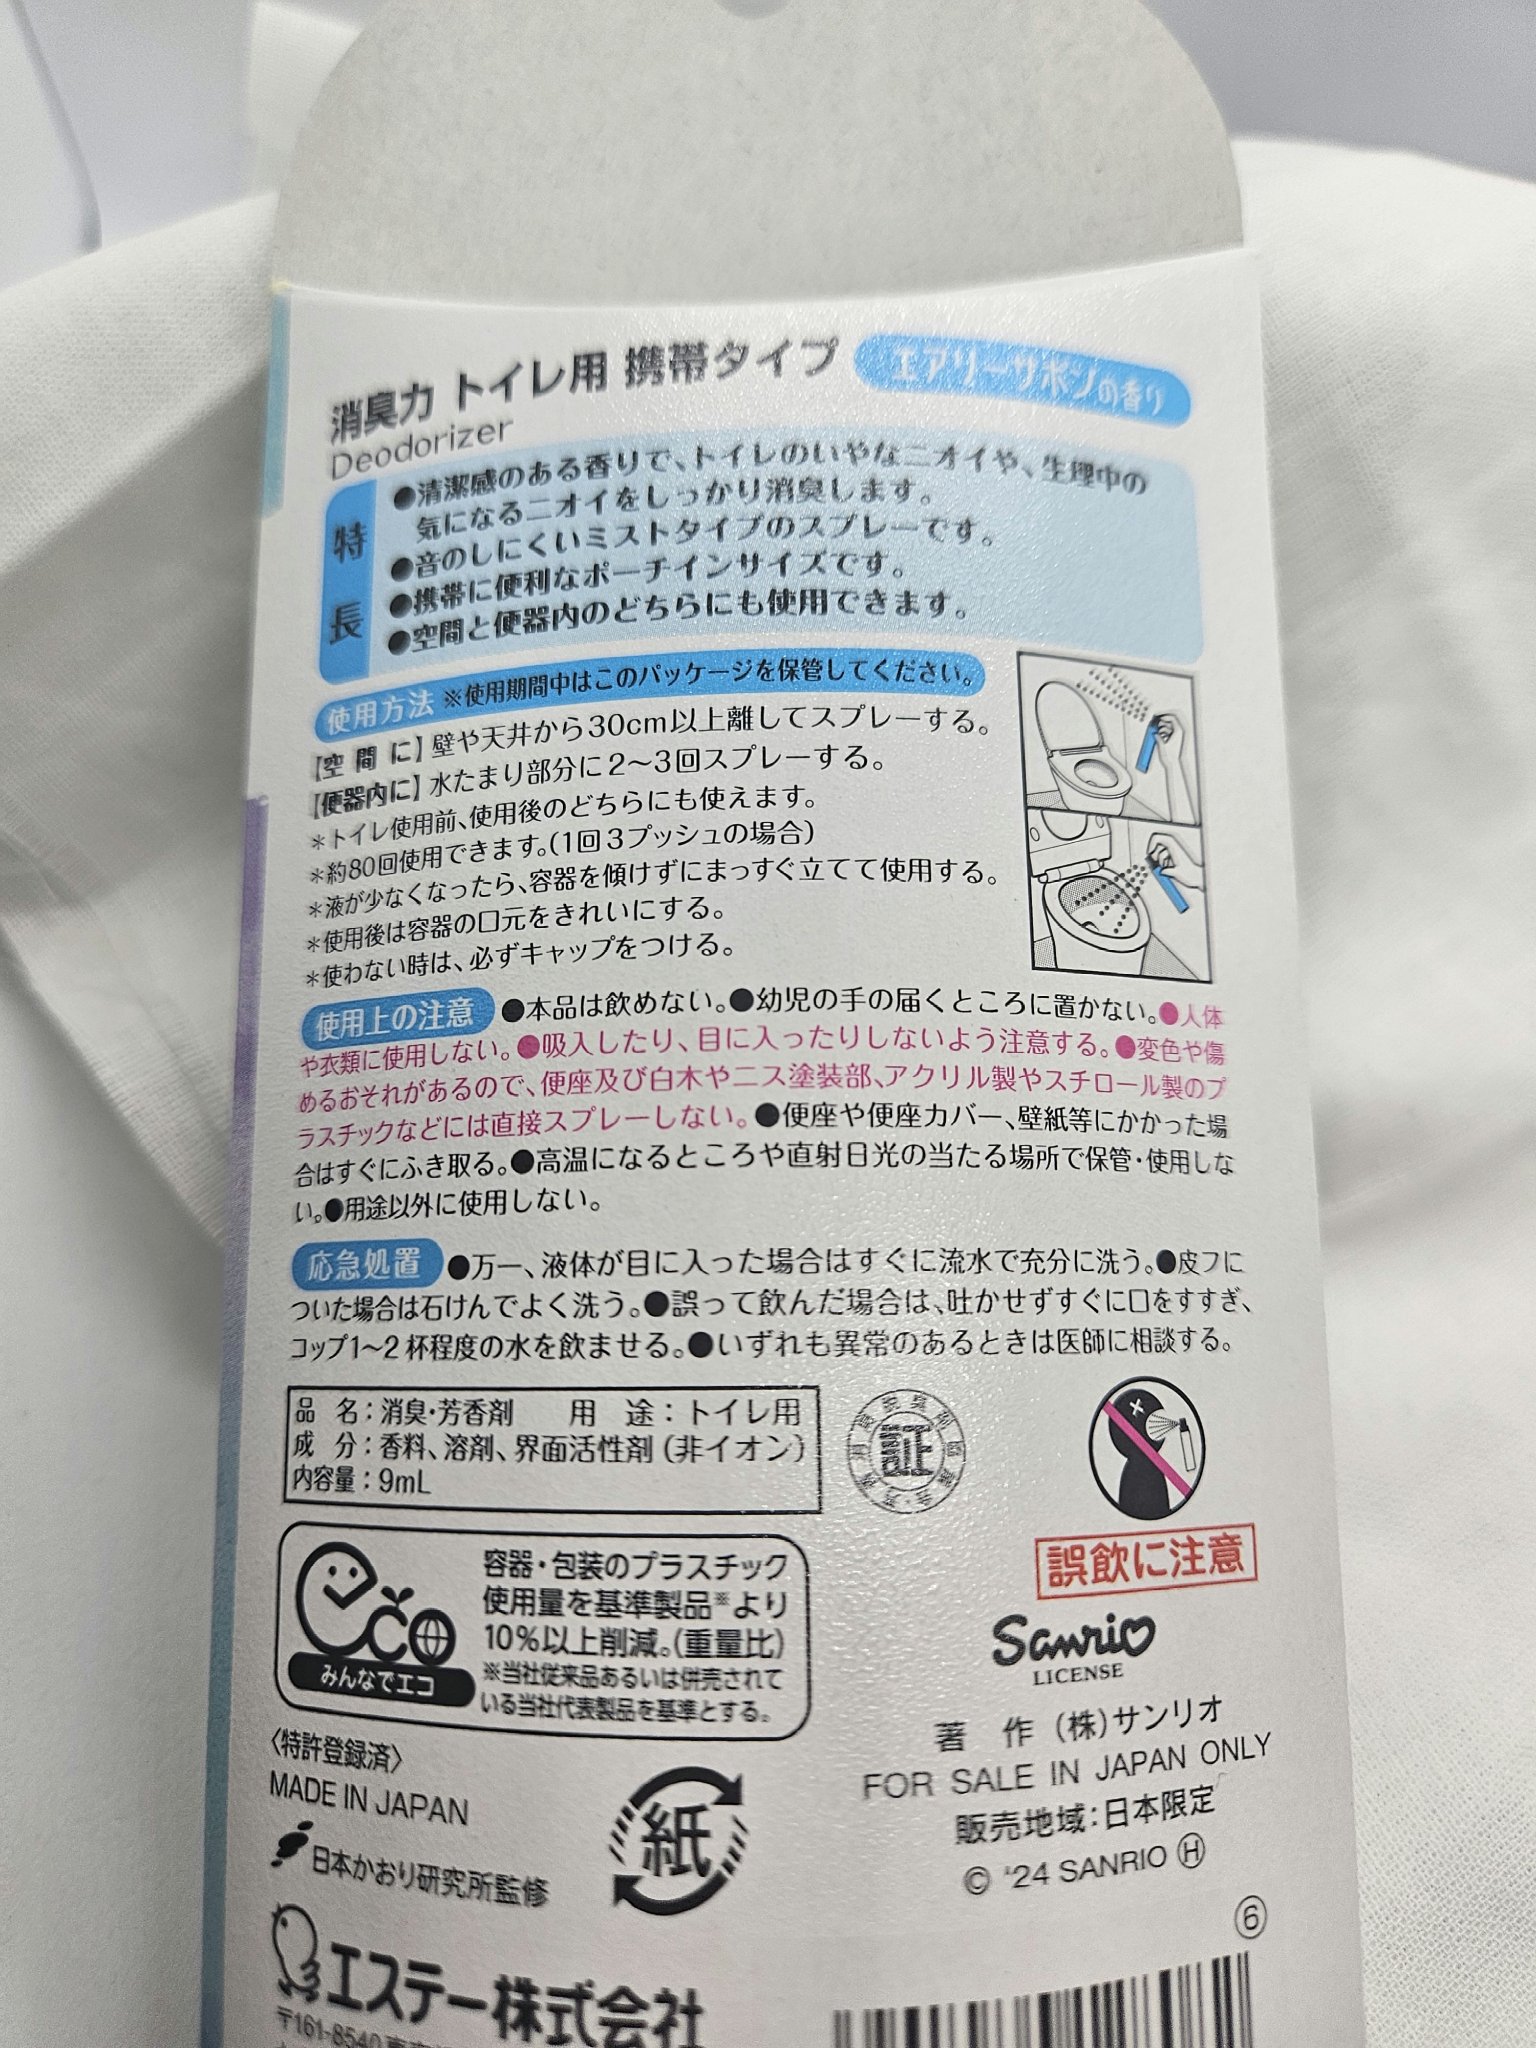 消臭力 トイレ用 携帯タイプ エアリーサボンの香り
Deodorizer
特長
●清潔感のある香りで、トイレのいやなニオイや、生理中の
気になるニオイをしっかり消臭します。
●音のしにくいミストタイプのスプレーです。
●携帯に便利なポーチインサイズです。
●空間と便器内のどちらにも使用できます。
使用方法 ※使用期間中はこのパッケージを保管してください。
【空間に】壁や天井から30cm以上離してスプレーする。
【便器内に】水たまり部分に2〜3回スプレーする。
*トイレ使用前、使用後のどちらにも使えます。
*約80回使用できます。(1回3プッシュの場合)
*液が少なくなったら、容器を傾けずにまっすぐ立てて使用する。
*使用後は容器の口元をきれいにする。
*使わない時は、必ずキャップをつける。
使用上の注意 ●本品は飲めない。●幼児の手の届くところに置かない。●人体
や衣類に使用しない。●吸入したり、目に入ったりしないよう注意する。●変色や傷
めるおそれがあるので、便座及び白木やニス塗装部、アクリル製やスチロール製のプ
ラスチックなどには直接スプレーしない。●便座や便座カバー、壁紙等にかかった場
合はすぐにふき取る。●高温になるところや直射日光の当たる場所で保管・使用しな
い。●用途以外に使用しない。
応急処置 ●万一、液体が目に入った場合はすぐに流水で充分に洗う。●皮フに
ついた場合は石けんでよく洗う。●誤って飲んだ場合は、吐かせずすぐに口をすすぎ、
コップ1〜2杯程度の水を飲ませる。●いずれも異常のあるときは医師に相談する。
品名：消臭・芳香剤 用途：トイレ用
成分：香料、溶剤、界面活性剤（非イオン）
内容量：9mL
証
誤飲に注意
eco
みんなでエコ
容器・包装のプラスチック
使用量を基準製品※より
10%以上削減。(重量比)
※当社従来品あるいは併売されて
いる当社代表製品を基準とする。
Sanrio
LICENSE
著 作 (株)サンリオ
FOR SALE IN JAPAN ONLY
販売地域：日本限定
© '24 SANRIO Ⓗ
⑥
〈特許登録済〉
MADE IN JAPAN
日本かおり研究所監修
紙
エステー株式会社
〒161-8540